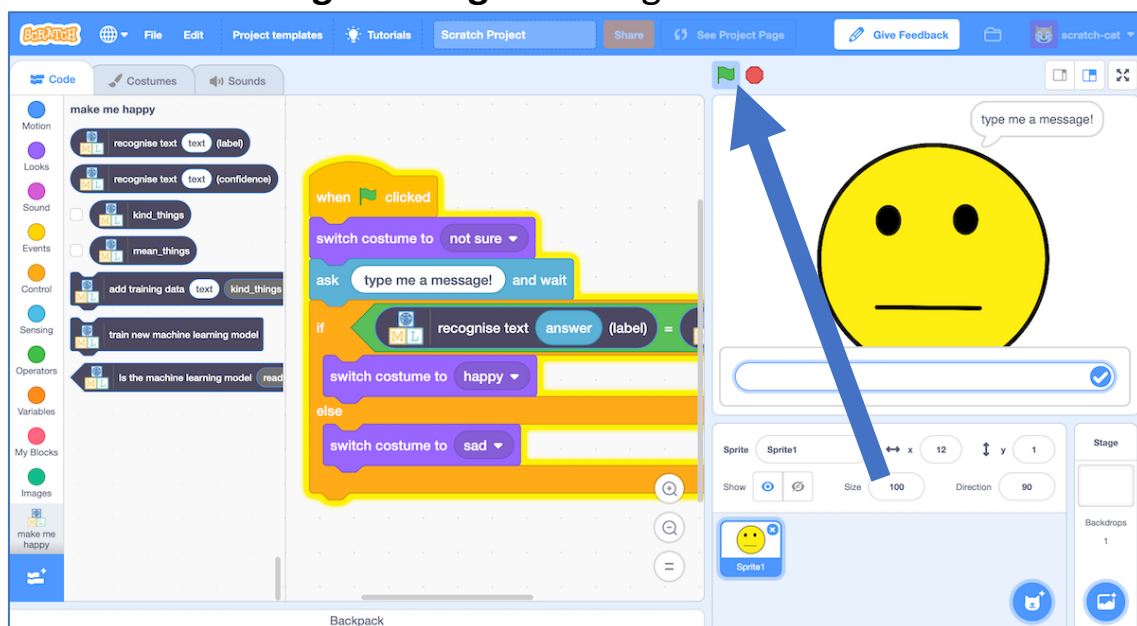 SCRATCH File Edit Project templates Tutorials Scratch Project Share See Project Page Give Feedback scratch-cat
Code Costumes Sounds
Motion
Looks
Sound
Events
Control
Sensing
Operators
Variables
My Blocks
Images
make me
happy
make me happy
recognise text text (label)
recognise text text (confidence)
kind_things
mean_things
add training data text kind_things
train new machine learning model
Is the machine learning model
when clicked
switch costume to not sure
ask type me a message! and wait
if recognise text answer (label) =
switch costume to happy
else
switch costume to sad
Backpack
type me a message!
Sprite Sprite1 x 12 y 1
Show Size 100 Direction 90
Sprite1
Stage
Backdrops
1